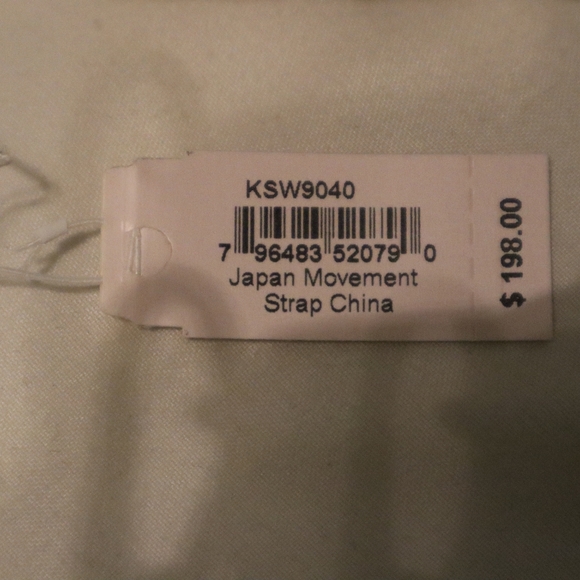 KSW9040
7 96483 52079 0
Japan Movement
Strap China
$ 198.00